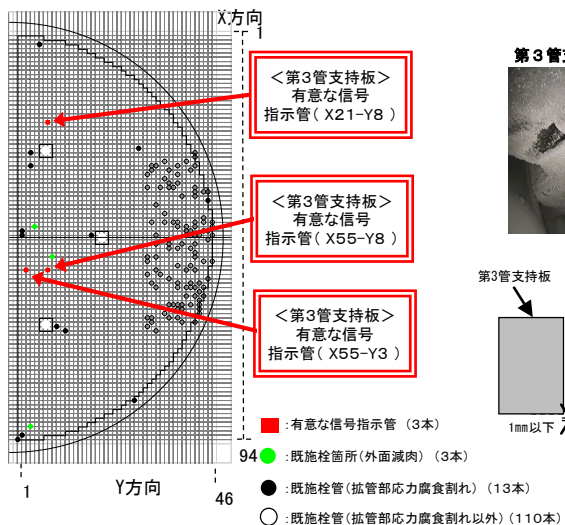 X方向
1
第3管支
＜第3管支持板＞
有意な信号
指示管（X21-Y8）
＜第3管支持板＞
有意な信号
指示管（X55-Y8）
＜第3管支持板＞
有意な信号
指示管（X55-Y3）
第3管支持板
1mm以下
94
1
Y方向
46
:有意な信号指示管 （3本）
:既施栓箇所(外面減肉) （3本）
:既施栓管(拡管部応力腐食割れ) （13本）
:既施栓管(拡管部応力腐食割れ以外) （110本）